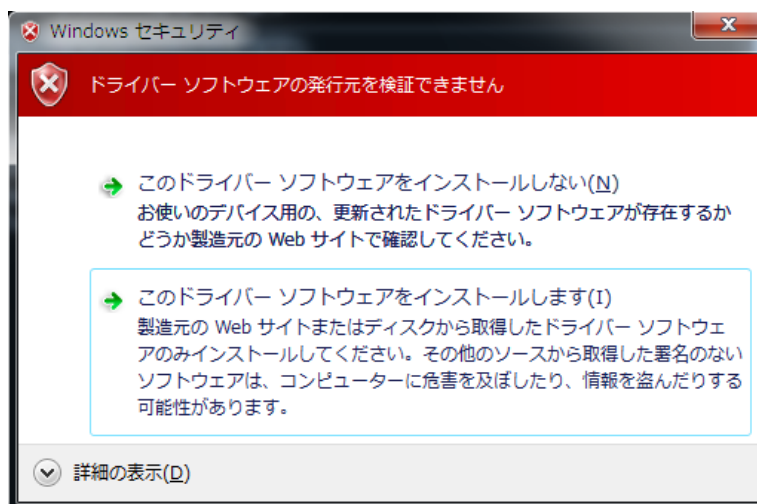 Windows セキュリティ
ドライバー ソフトウェアの発行元を検証できません
このドライバー ソフトウェアをインストールしない(N)
お使いのデバイス用の、更新されたドライバー ソフトウェアが存在するか
どうか製造元の Web サイトで確認してください。
このドライバー ソフトウェアをインストールします(I)
製造元の Web サイトまたはディスクから取得したドライバー ソフトウェ
アのみインストールしてください。その他のソースから取得した署名のない
ソフトウェアは、コンピューターに危害を及ぼしたり、情報を盗んだりする
可能性があります。
詳細の表示(D)